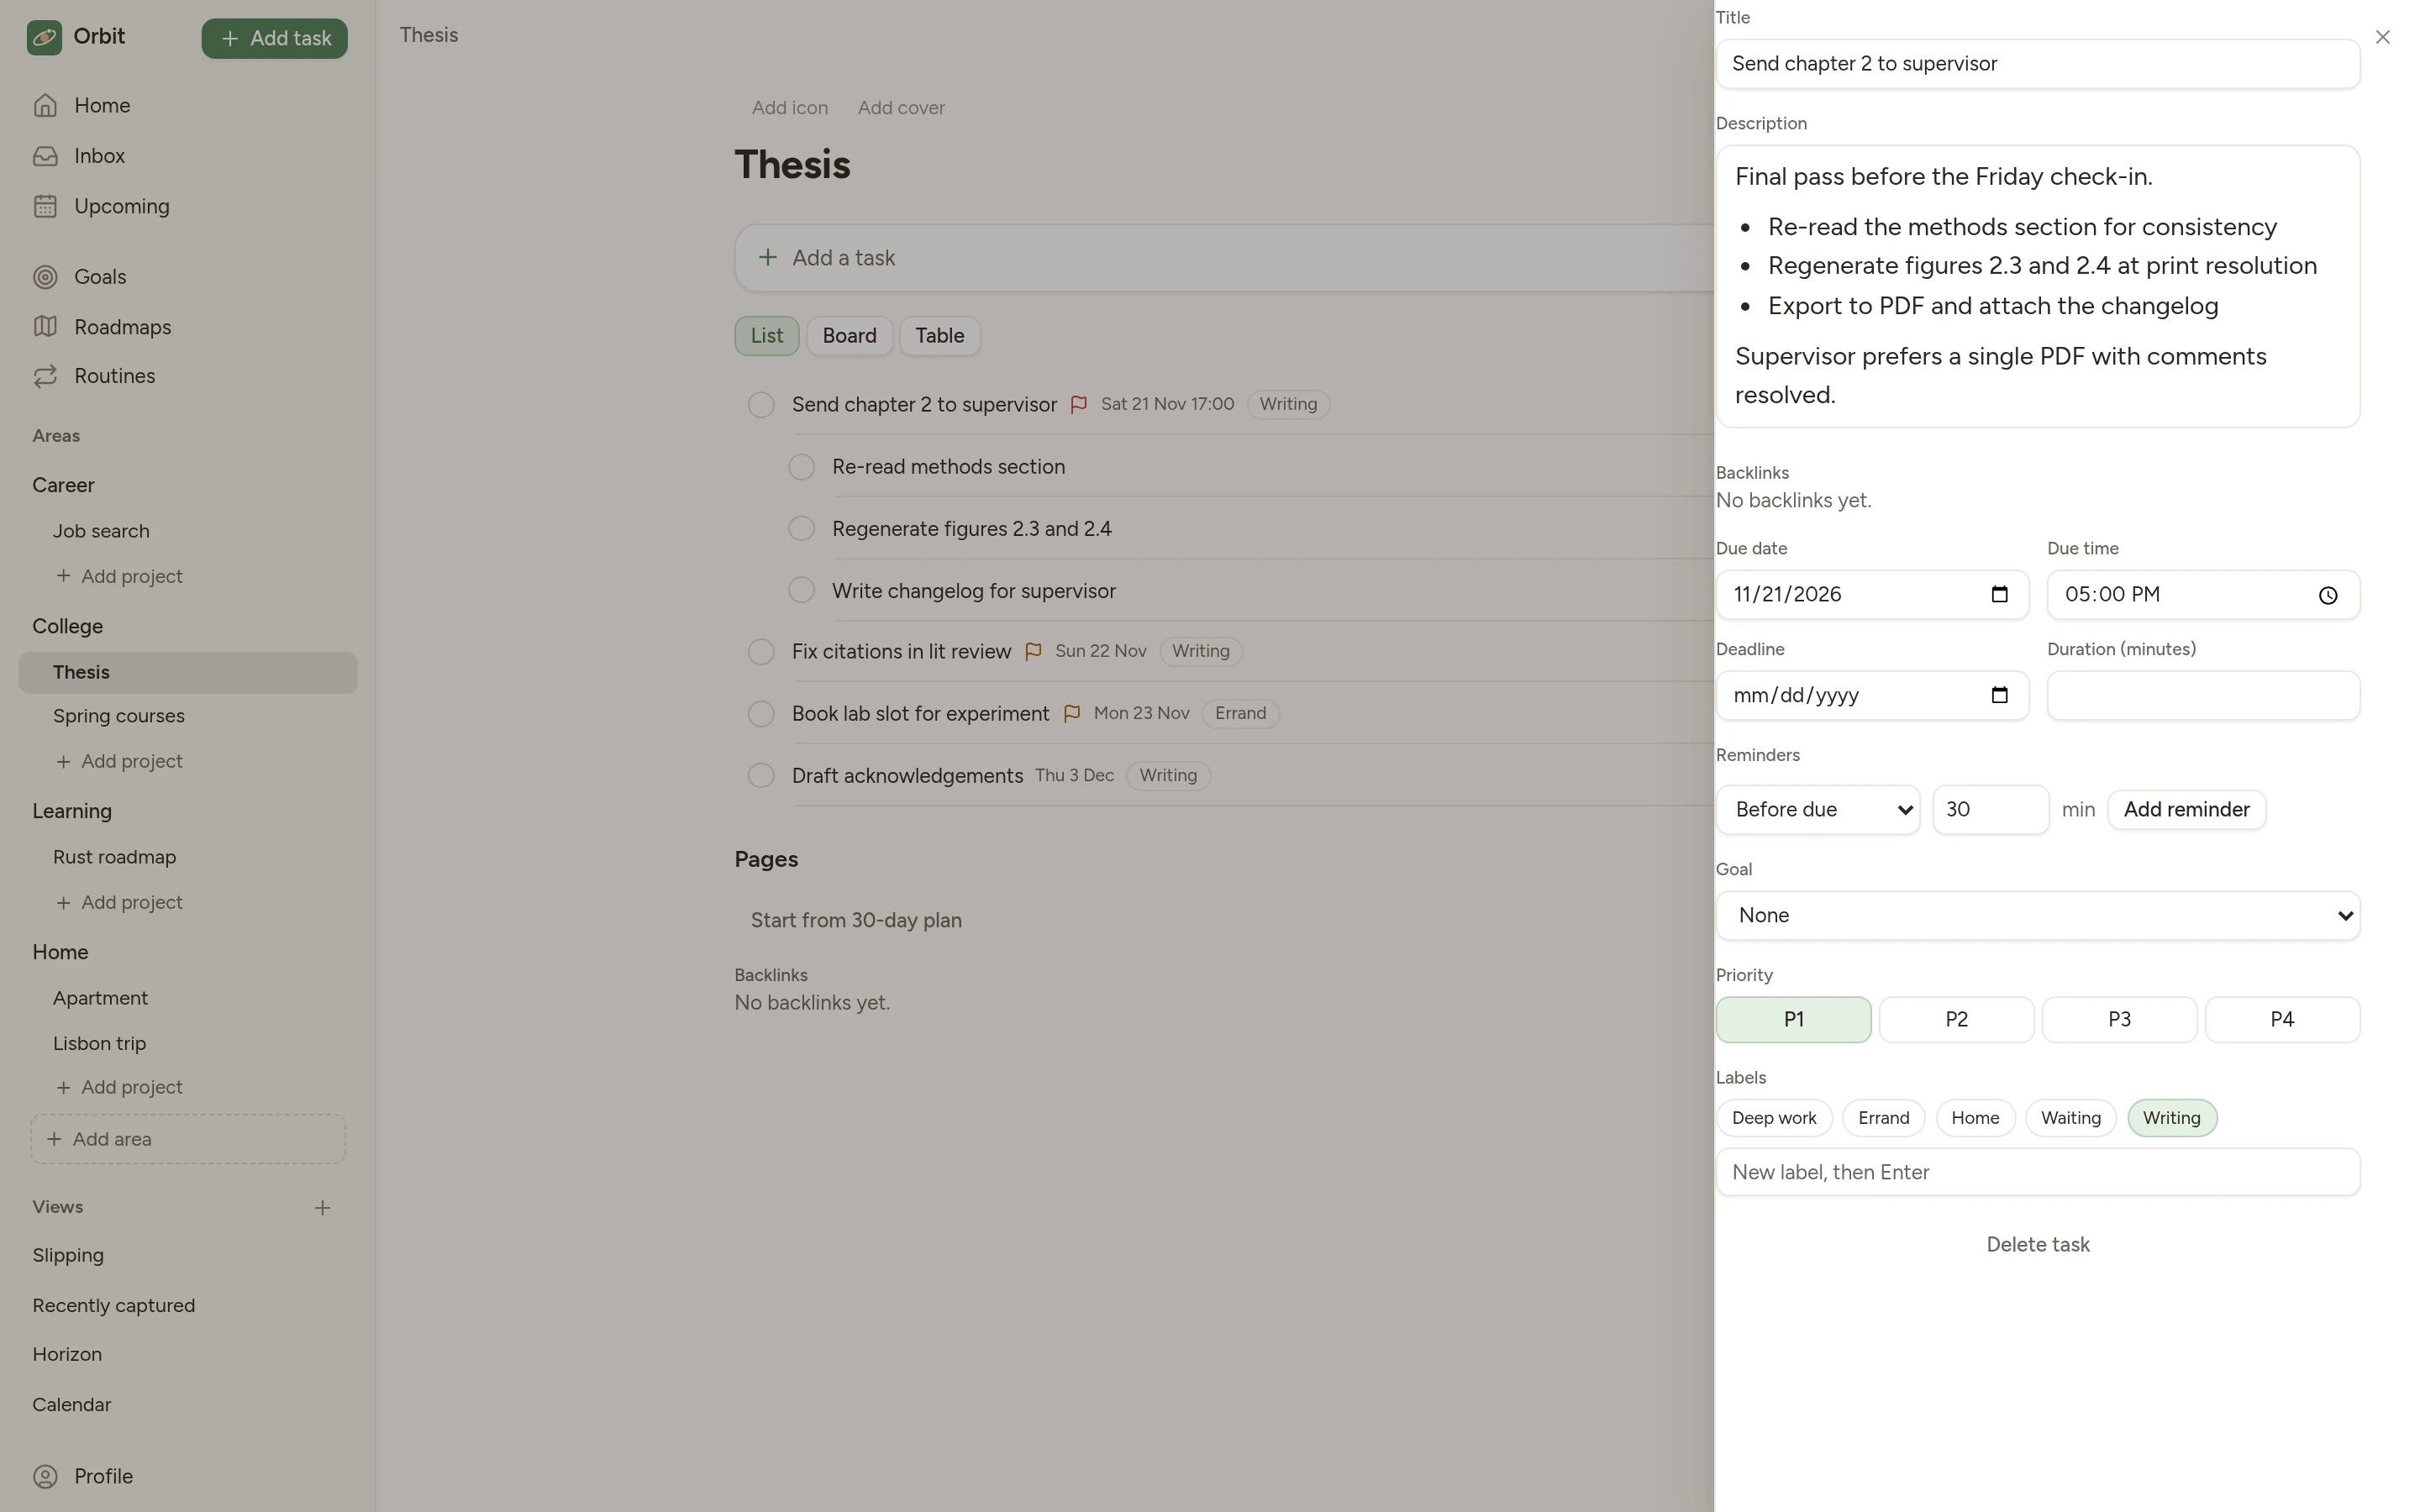 Orbit
Add task
Home
Inbox
Upcoming
Goals
Roadmaps
Routines
Areas
Career
Job search
Add project
College
Thesis
Spring courses
Add project
Learning
Rust roadmap
Add project
Home
Apartment
Lisbon trip
Add project
Add area
Views
Slipping
Recently captured
Horizon
Calendar
Profile
Thesis
Add icon Add cover
Thesis
Add a task
List Board Table
Send chapter 2 to supervisor Sat 21 Nov 17:00 Writing
Re-read methods section
Regenerate figures 2.3 and 2.4
Write changelog for supervisor
Fix citations in lit review Sun 22 Nov Writing
Book lab slot for experiment Mon 23 Nov Errand
Draft acknowledgements Thu 3 Dec Writing
Pages
Start from 30-day plan
Backlinks
No backlinks yet.
Title
Send chapter 2 to supervisor
Description
Final pass before the Friday check-in.
• Re-read the methods section for consistency
• Regenerate figures 2.3 and 2.4 at print resolution
• Export to PDF and attach the changelog
Supervisor prefers a single PDF with comments
resolved.
Backlinks
No backlinks yet.
Due date Due time
11/21/2026 05:00 PM
Deadline Duration (minutes)
mm/dd/yyyy
Reminders
Before due 30 min Add reminder
Goal
None
Priority
P1 P2 P3 P4
Labels
Deep work Errand Home Waiting Writing
New label, then Enter
Delete task